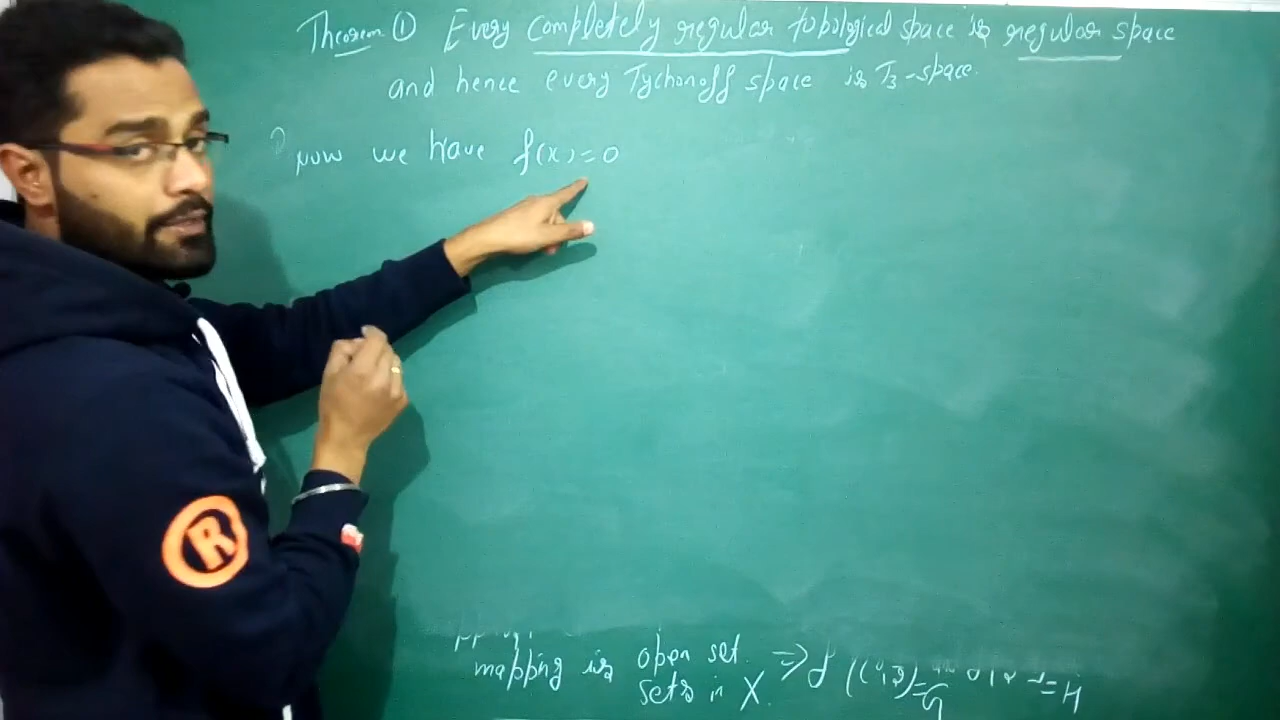 Theorem ① Every completely regular topological space is regular space
and hence every Tychonoff space is T₃-space.
Now we have f(x)=0
mapping is open set.
sets in X.
R